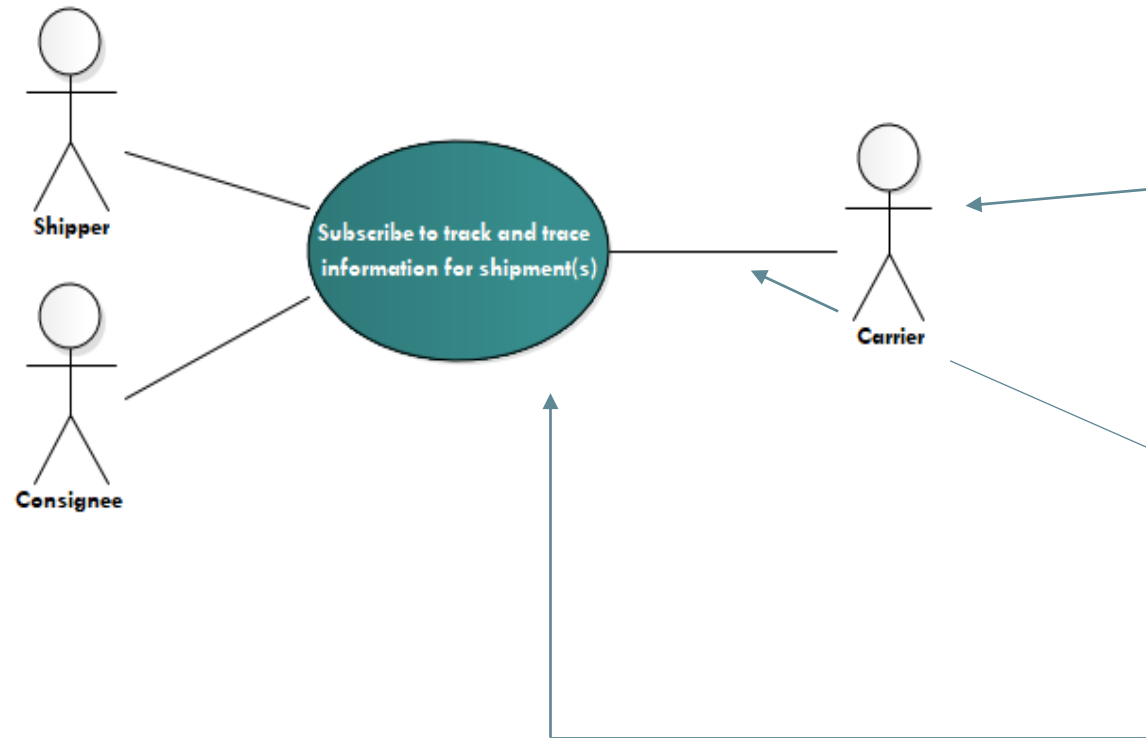 Shipper
Subscribe to track and trace
information for shipment(s)
Carrier
Consignee